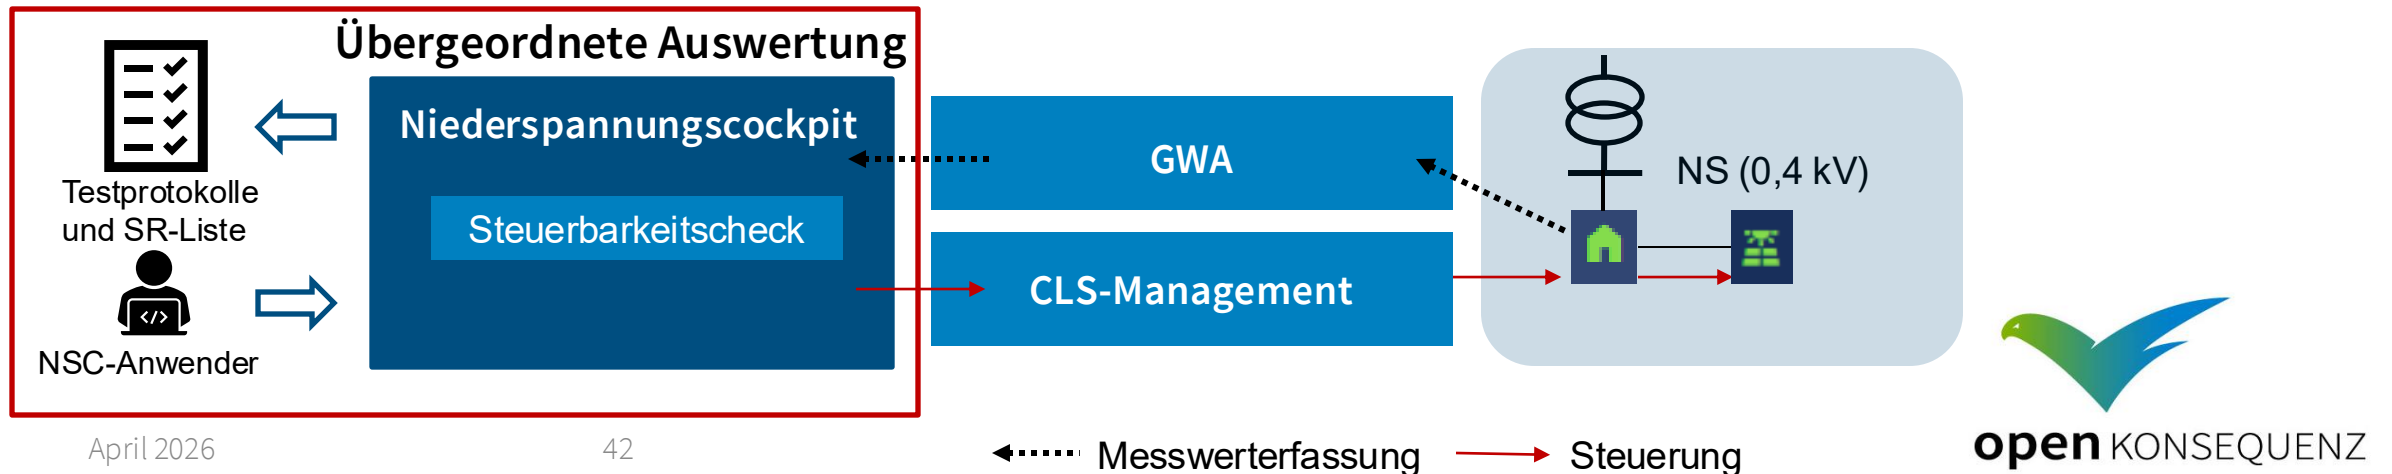 Übergeordnete Auswertung
Niederspannungscockpit
Steuerbarkeitscheck
Testprotokolle
und SR-Liste
</>
NSC-Anwender
GWA
CLS-Management
NS (0,4 kV)
April 2026
42
Messwerterfassung
Steuerung
open KONSEQUENZ